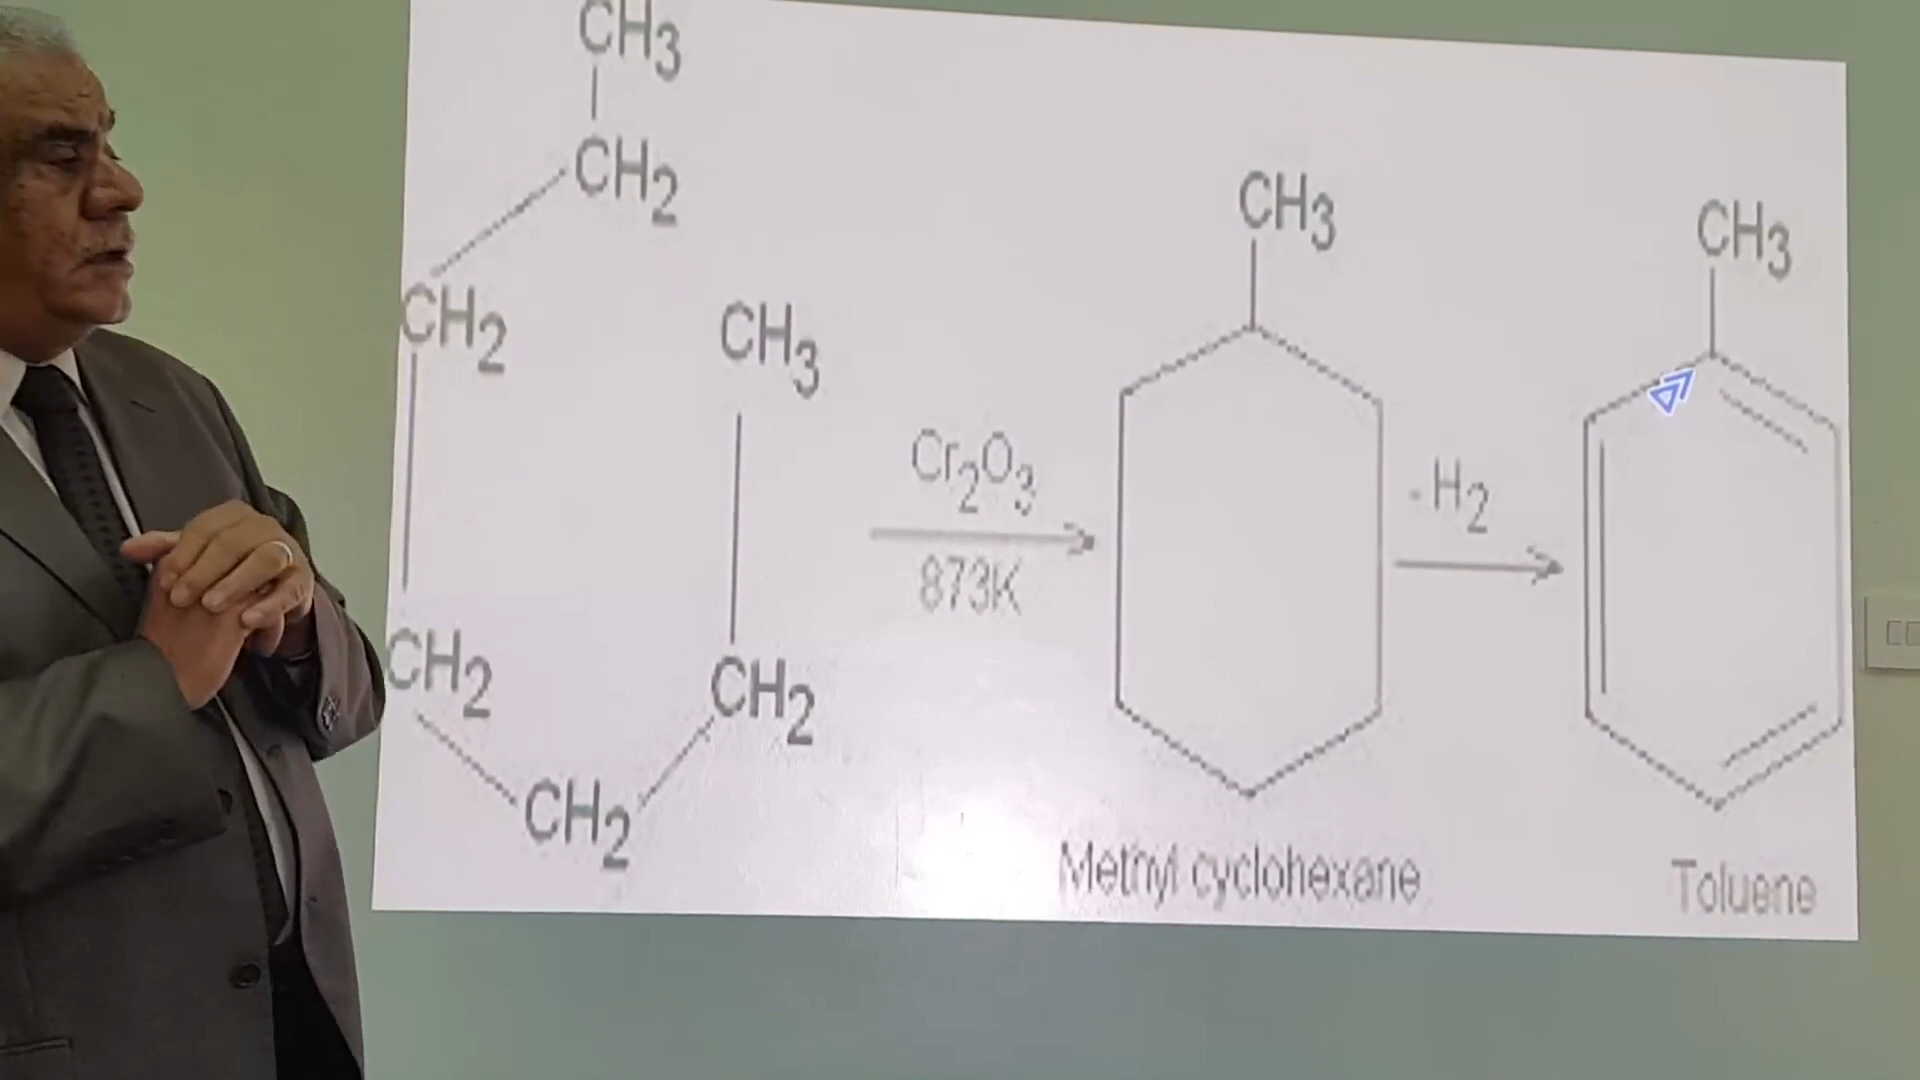 CH3
CH2
CH2
CH2
CH2
CH2
CH3
Cr2O3
873K
CH3
Methyl cyclohexane
- H2
CH3
Toluene